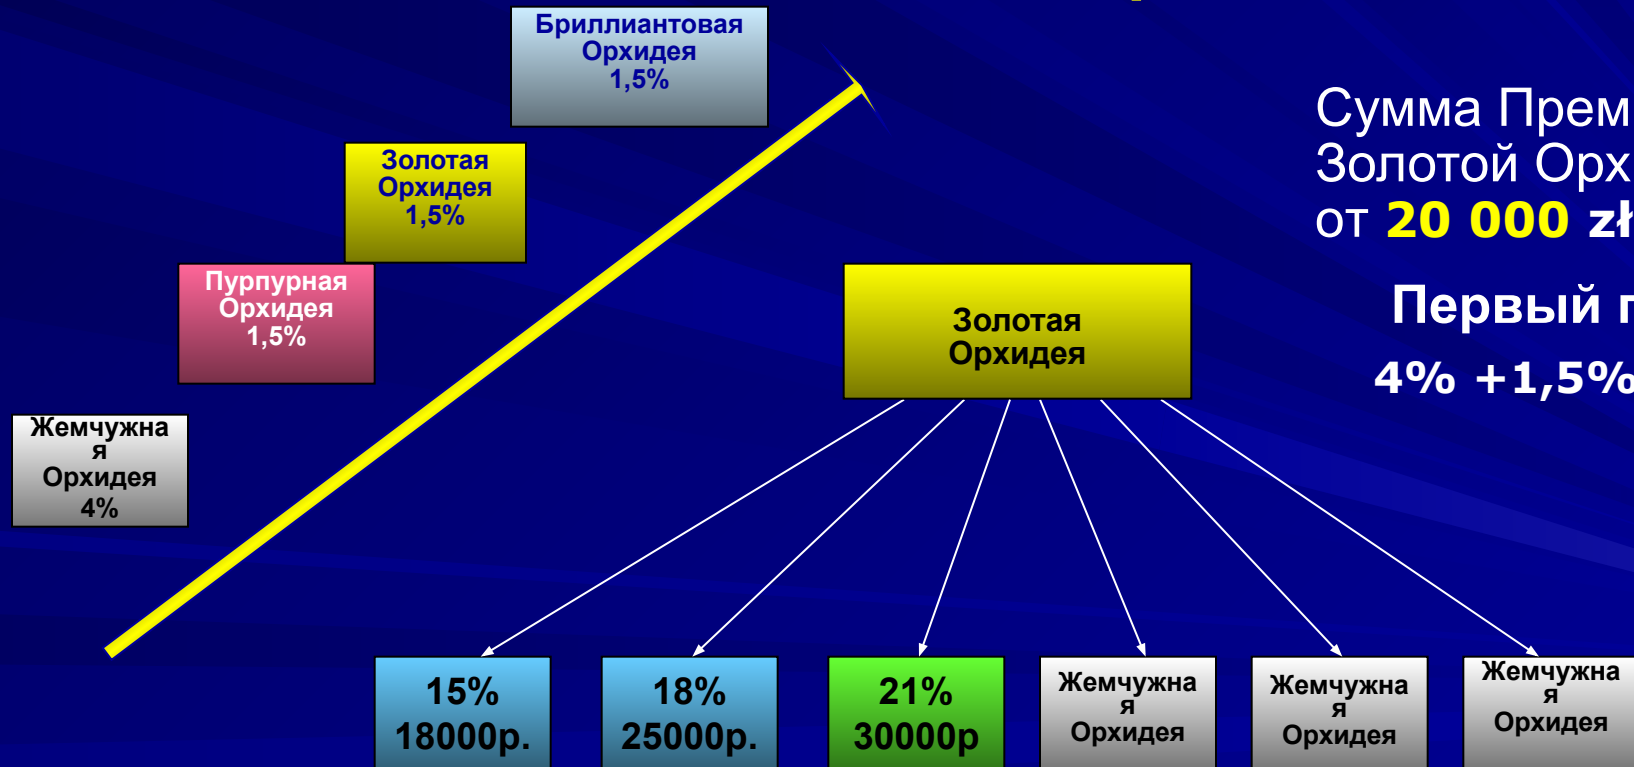 Бриллиантовая
Орхидея
1,5%
Золотая
Орхидея
1,5%
Пурпурная
Орхидея
1,5%
Жемчужна
я
Орхидея
4%
Сумма
Золотой
от 20 000 zł
Первый
4% +1,5%
Золотая
Орхидея
15%
18000р.
18%
25000р.
21%
30000р
Жемчужна
я
Орхидея
Жемчужна
я
Орхидея
Жемчужна
я
Орхидея